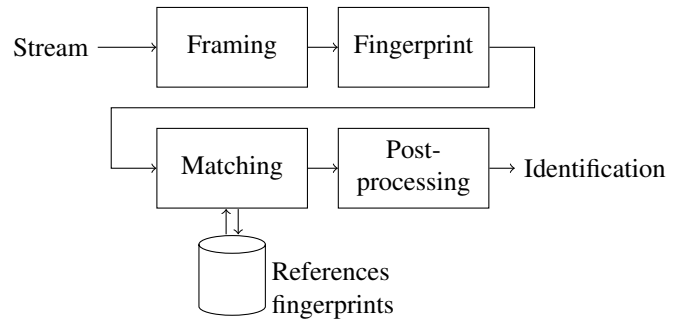 Stream
Framing
Fingerprint
Matching
Post-
processing
Identification
References
fingerprints